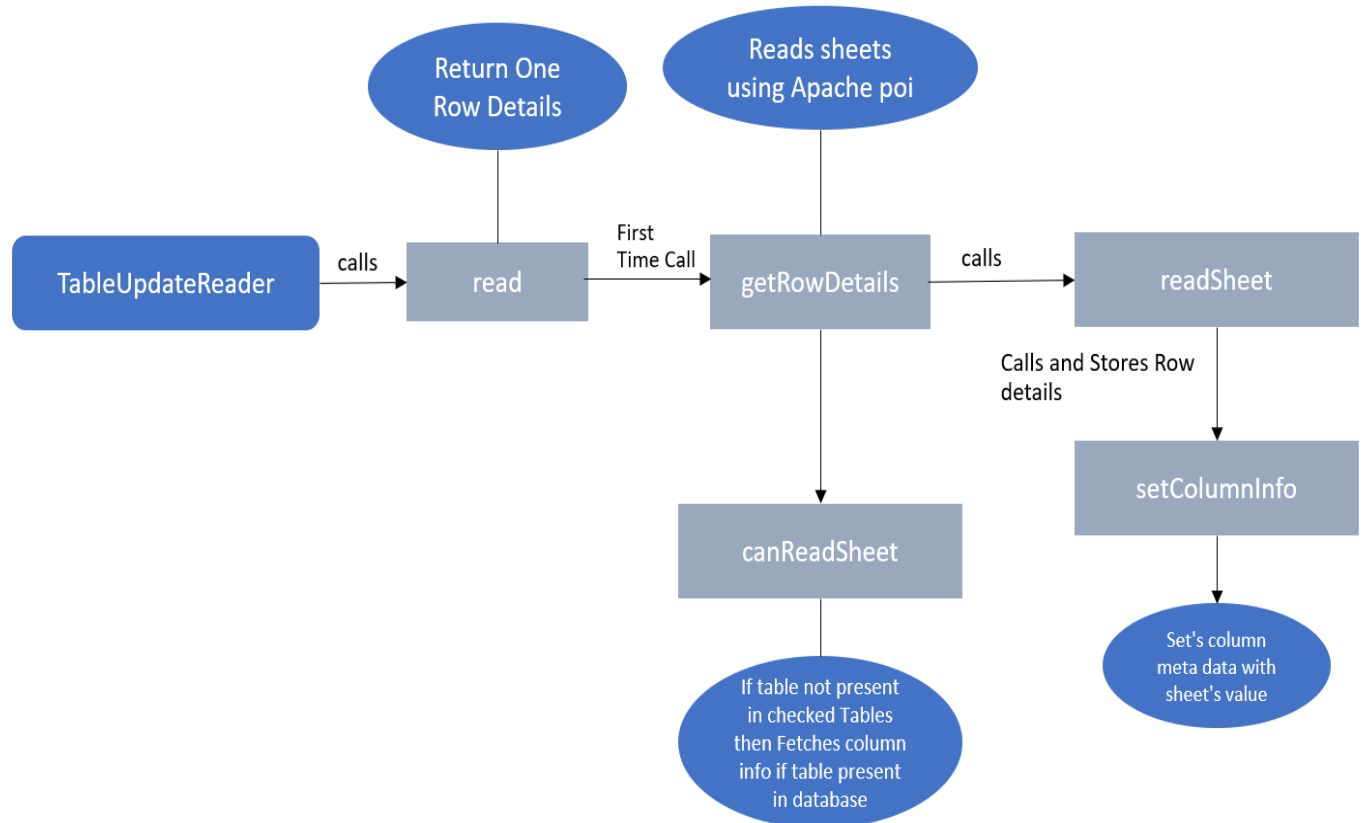 Return One
Row Details
Reads sheets
using Apache poi
TableUpdateReader
calls
read
First
Time Call
getRowDetails
calls
readSheet
Calls and Stores Row
details
setColumnInfo
canReadSheet
Set's column
meta data with
sheet's value
If table not present
in checked Tables
then Fetches column
info if table present
in database